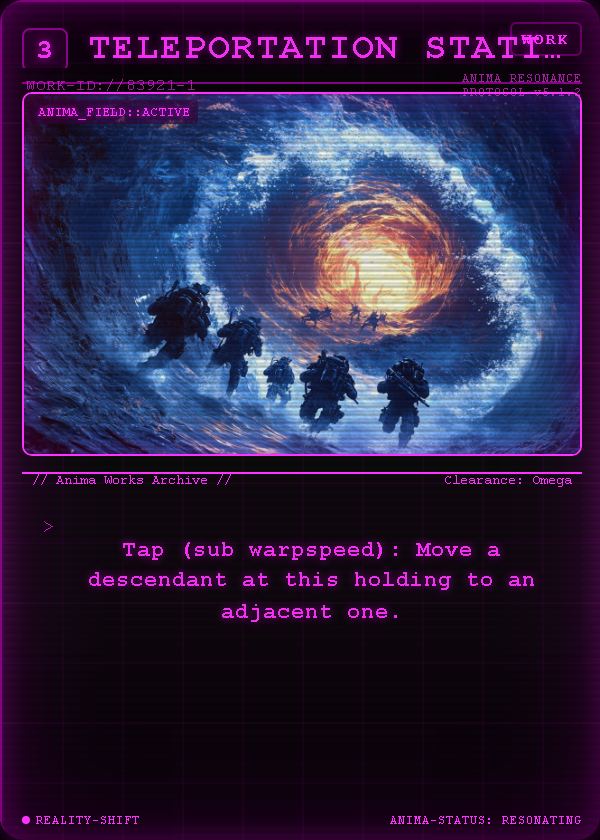 3
TELEPORTATION STATI…
WORK
WORK-ID://83921-1
ANIMA RESONANCE
PROTOCOL v5.1.2
ANIMA_FIELD::ACTIVE
// Anima Works Archive //
Clearance: Omega
>
Tap (sub warpspeed): Move a
descendant at this holding to an
adjacent one.
REALITY-SHIFT
ANIMA-STATUS: RESONATING